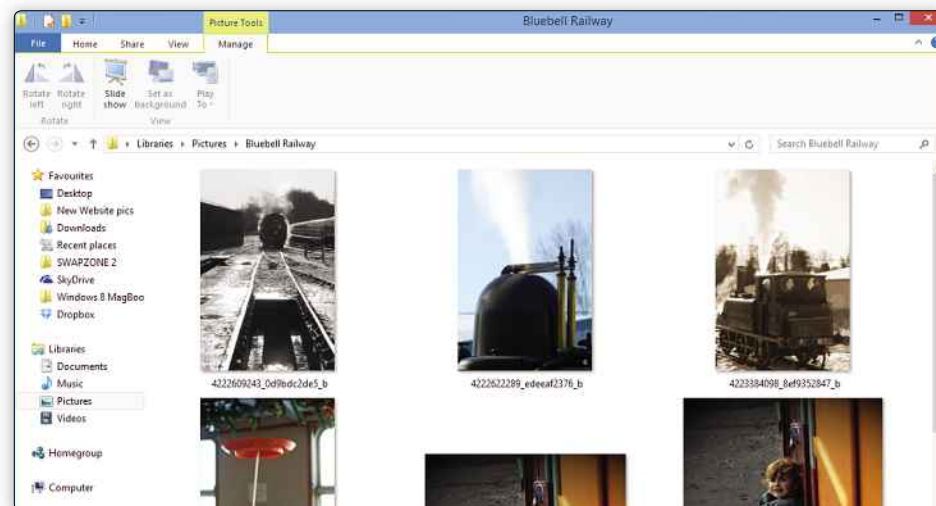 Picture Tools
Bluebell Railway
File Home Share View Manage
Rotate left
Rotate right
Slide show
Set as background
Play To
Rotate
View
Libraries Pictures Bluebell Railway
Search Bluebell Railway
Favourites
Desktop
New Website pics
Downloads
Recent places
SWAPZONE 2
SkyDrive
Windows 8 MagBoo
Dropbox
Libraries
Documents
Music
Pictures
Videos
Homegroup
Computer
4222609243_0d9bdc2de5_b
4222622289_edeeaf2376_b
4223384098_8ef9352847_b